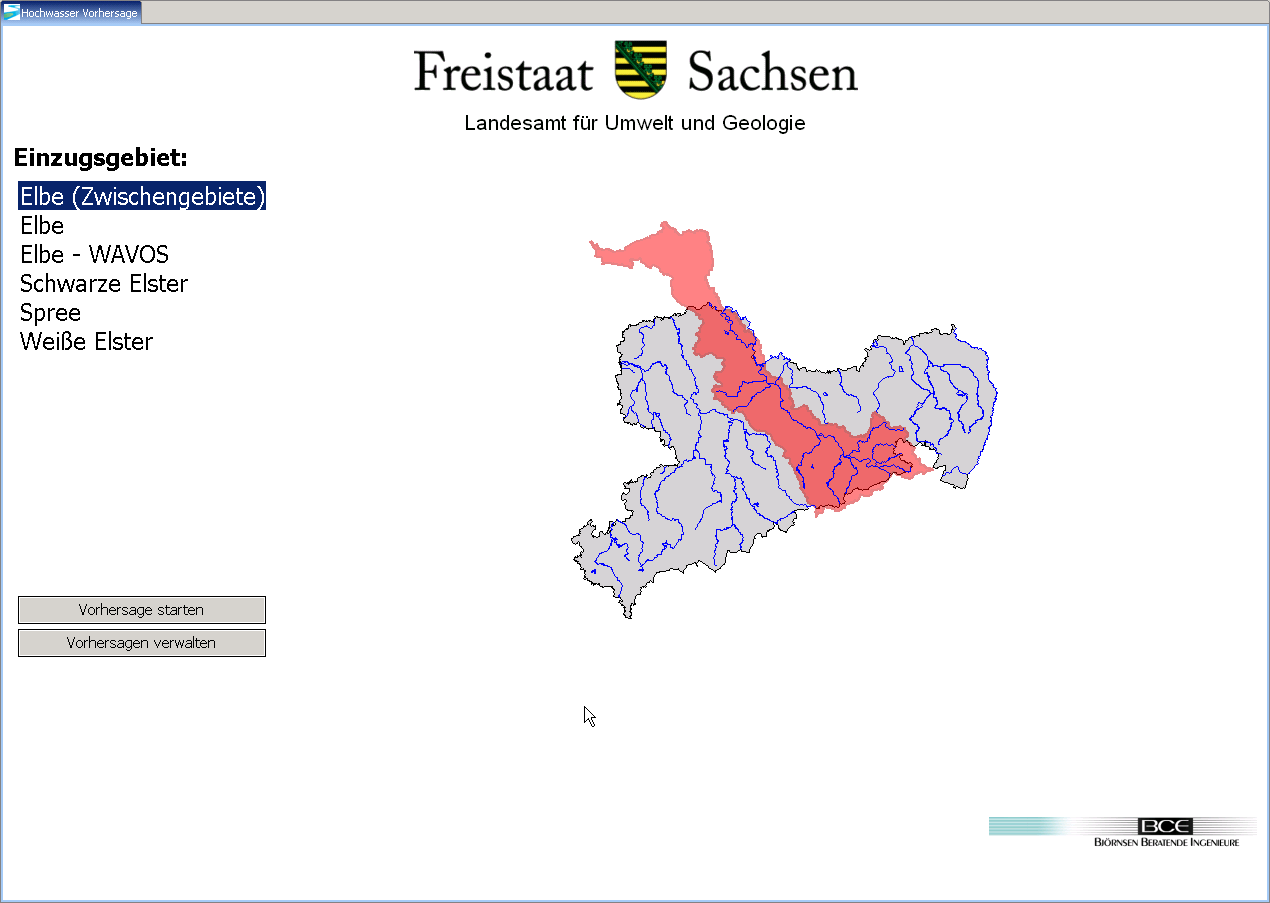 Hochwasser Vorhersage
Freistaat Sachsen
Landesamt für Umwelt und Geologie
Einzugsgebiet:
Elbe (Zwischengebiete)
Elbe
Elbe - WAVOS
Schwarze Elster
Spree
Weiße Elster
Vorhersage starten
Vorhersagen verwalten
BCE
BJÖRNSEN BERATENDE INGENIEURE